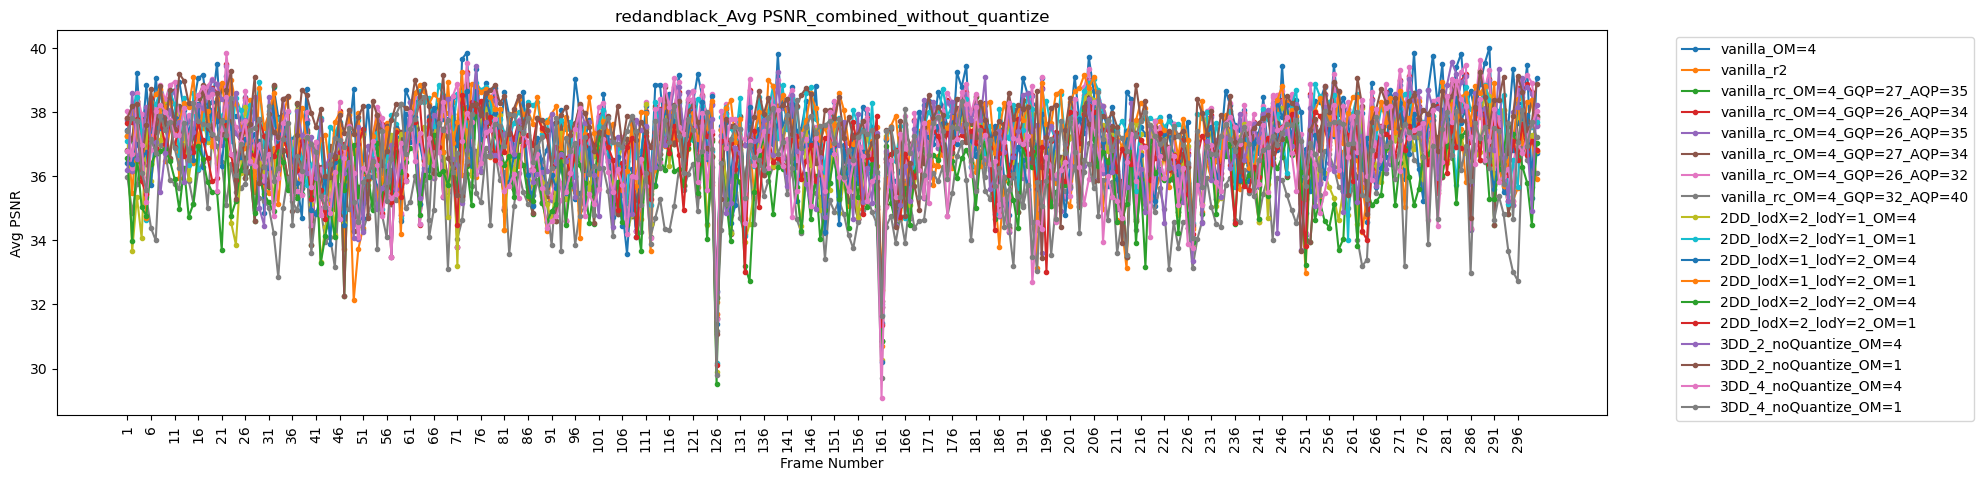 redandblack_Avg PSNR_combined_without_quantize
Avg PSNR
40
38
36
34
32
30
1 6 11 16 21 26 31 36 41 46 51 56 61 66 71 76 81 86 91 96 101 106 111 116 121 126 131 136 141 146 151 156 161 166 171 176 181 186 191 196 201 206 211 216 221 226 231 236 241 246 251 256 261 266 271 276 281 286 291 296
Frame Number
vanilla_OM=4
vanilla_r2
vanilla_rc_OM=4_GQP=27_AQP=35
vanilla_rc_OM=4_GQP=26_AQP=34
vanilla_rc_OM=4_GQP=26_AQP=35
vanilla_rc_OM=4_GQP=27_AQP=34
vanilla_rc_OM=4_GQP=26_AQP=32
vanilla_rc_OM=4_GQP=32_AQP=40
2DD_lodX=2_lodY=1_OM=4
2DD_lodX=2_lodY=1_OM=1
2DD_lodX=1_lodY=2_OM=4
2DD_lodX=1_lodY=2_OM=1
2DD_lodX=2_lodY=2_OM=4
2DD_lodX=2_lodY=2_OM=1
3DD_2_noQuantize_OM=4
3DD_2_noQuantize_OM=1
3DD_4_noQuantize_OM=4
3DD_4_noQuantize_OM=1